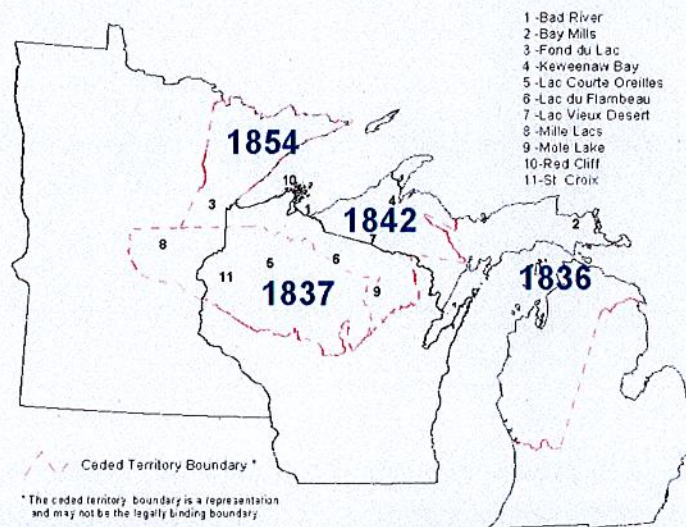 1 -Bad River
2 -Bay Mills
3 -Fond du Lac
4 -Keweenaw Bay
5 -Lac Courte Oreilles
6 -Lac du Flambeau
7 -Lac Vieux Desert
8 -Mille Lacs
9 -Mole Lake
10-Red Cliff
11-St Croix
1854
10
3
1
1842
4
2
7
8
11
5
6
1837
9
1836
Ceded Territory Boundary *
* The ceded territory boundary is a representation
and may not be the legally binding boundary.